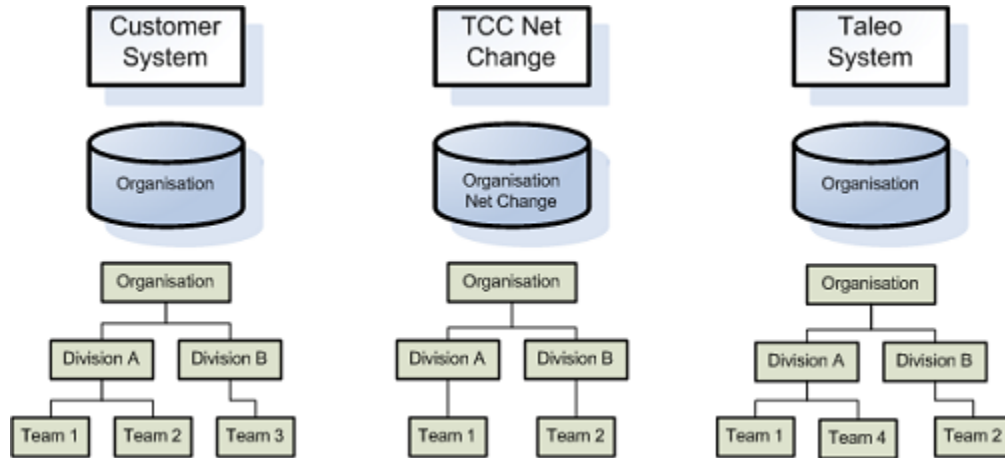 Customer
System
TCC Net
Change
Taleo
System
Organisation
Organisation
Net Change
Organisation
Organisation
Organisation
Organisation
Division A
Division B
Division A
Division B
Division A
Division B
Team 1
Team 2
Team 3
Team 1
Team 2
Team 1
Team 4
Team 2